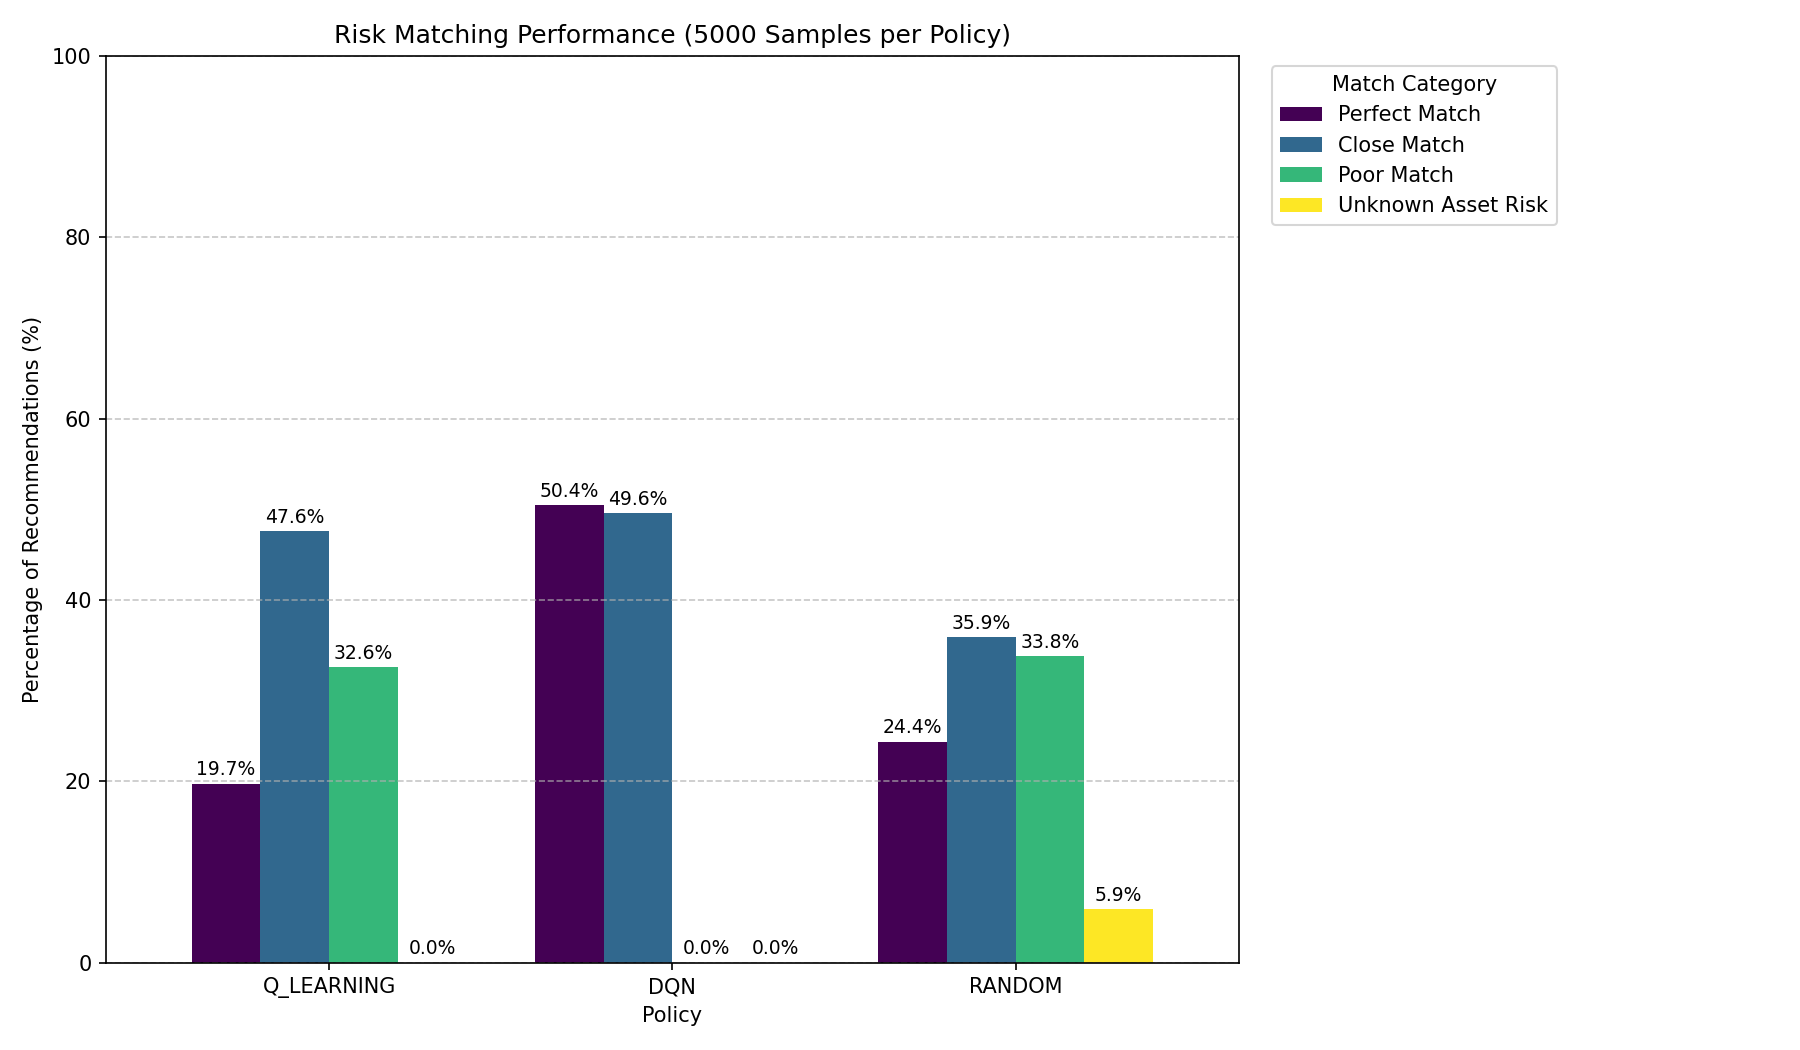 Risk Matching Performance (5000 Samples per Policy)
Percentage of Recommendations (%)
100
80
60
40
20
0
19.7%
47.6%
32.6%
0.0%
50.4%
49.6%
0.0%
0.0%
24.4%
35.9%
33.8%
5.9%
Q_LEARNING
DQN
RANDOM
Policy
Match Category
Perfect Match
Close Match
Poor Match
Unknown Asset Risk